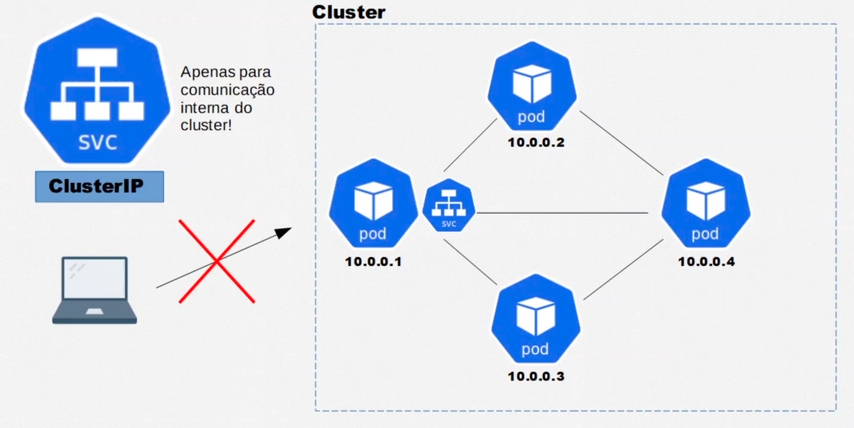 Cluster
svc
Apenas para
comunicação
interna do
cluster!
ClusterIP
pod
10.0.0.2
pod
10.0.0.1
svc
pod
10.0.0.4
pod
10.0.0.3